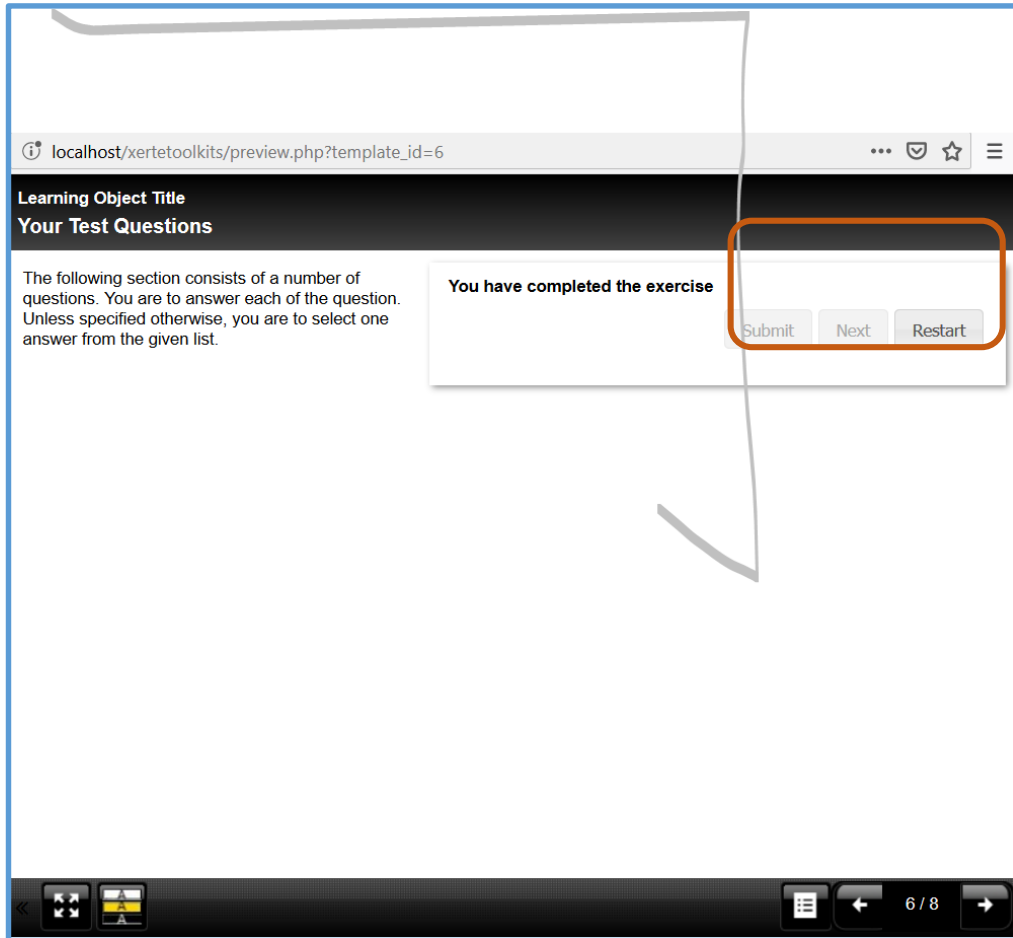 localhost/xertetoolkits/preview.php?template_id=6
Learning Object Title
Your Test Questions
The following section consists of a number of
questions. You are to answer each of the question.
Unless specified otherwise, you are to select one
answer from the given list.
You have completed the exercise
Submit Next Restart
A
A
A
6 / 8